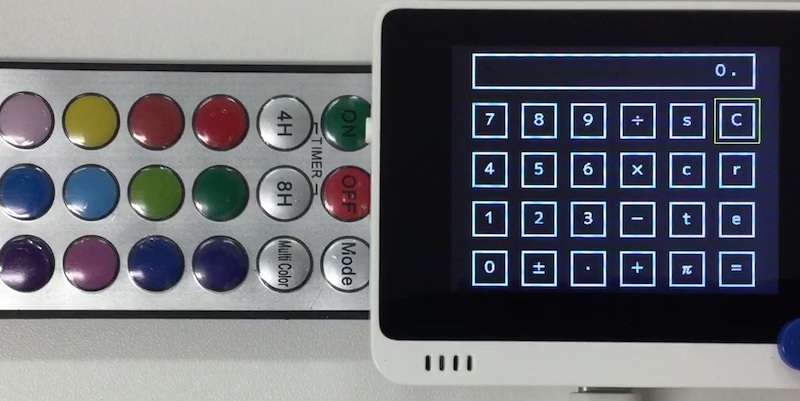 4H
ON
TIMER
8H
OFF
Multi Color
Mode
0.
7 8 9 ÷ s C
4 5 6 × c r
1 2 3 − t e
0 ± · + π =